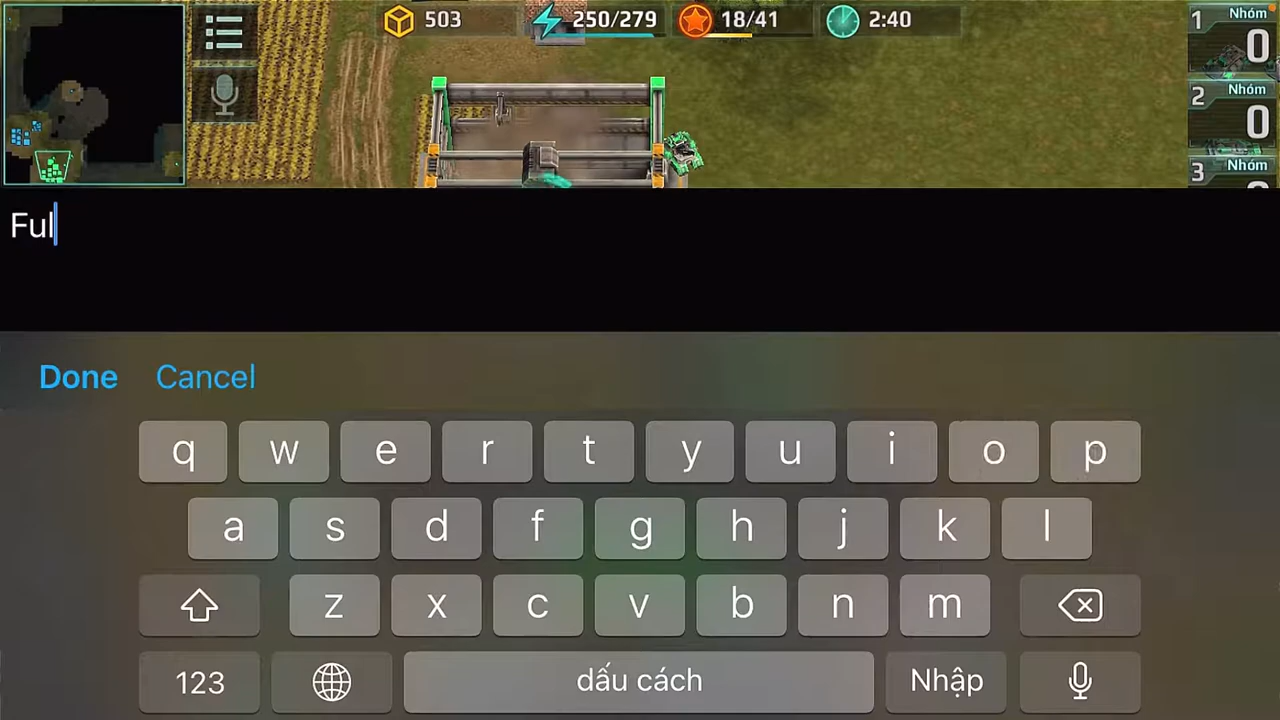 503 250/279 18/41 2:40
1 Nhóm
0
2 Nhóm
0
3 Nhóm
Ful
Done Cancel
q w e r t y u i o p
a s d f g h j k l
z x c v b n m
123 dấu cách Nhập